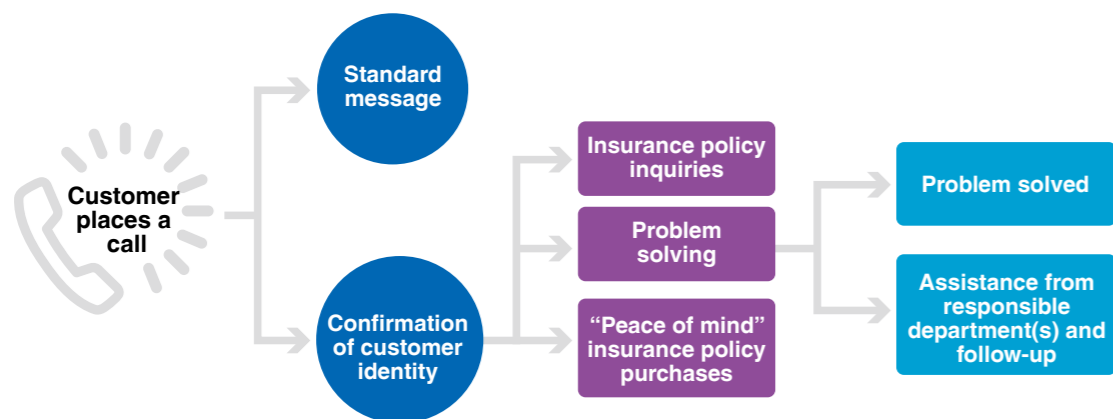 Customer
places a
call
Standard
message
Confirmation
of customer
identity
Insurance policy
inquiries
Problem
solving
“Peace of mind”
insurance policy
purchases
Problem solved
Assistance from
responsible
department(s) and
follow-up